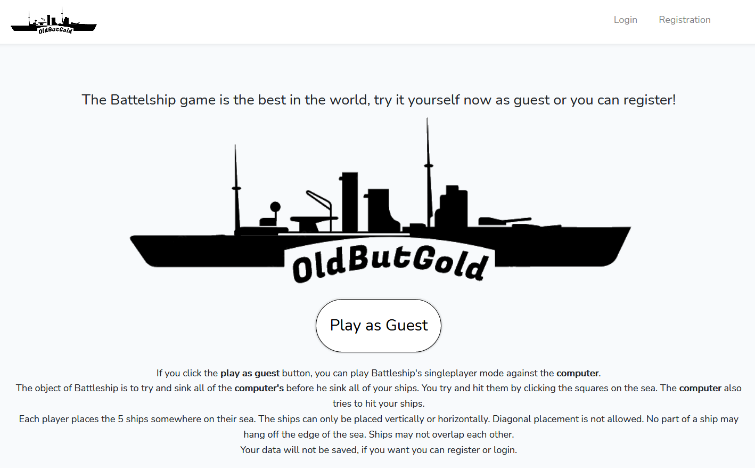 OldButGold
Login Registration
The Battelship game is the best in the world, try it yourself now as guest or you can register!
OldButGold
Play as Guest
If you click the play as guest button, you can play Battleship's singleplayer mode against the computer.
The object of Battleship is to try and sink all of the computer's before he sink all of your ships. You try and hit them by clicking the squares on the sea. The computer also
tries to hit your ships.
Each player places the 5 ships somewhere on their sea. The ships can only be placed vertically or horizontally. Diagonal placement is not allowed. No part of a ship may
hang off the edge of the sea. Ships may not overlap each other.
Your data will not be saved, if you want you can register or login.